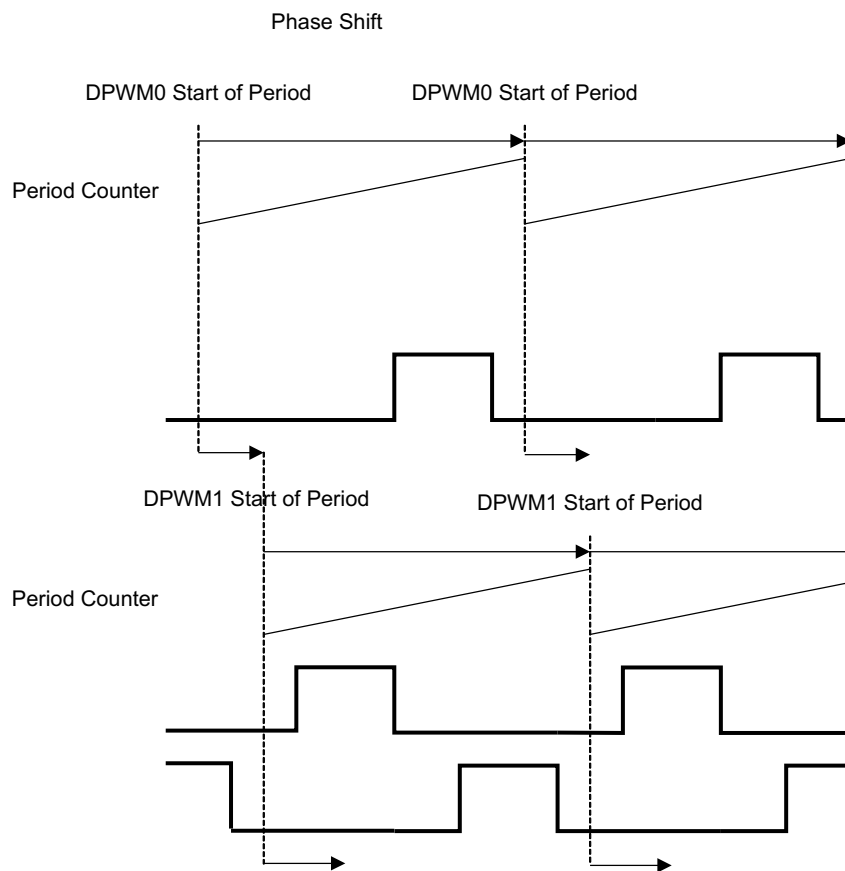 Phase Shift
DPWM0 Start of Period
DPWM0 Start of Period
Period Counter
DPWM1 Start of Period
DPWM1 Start of Period
Period Counter